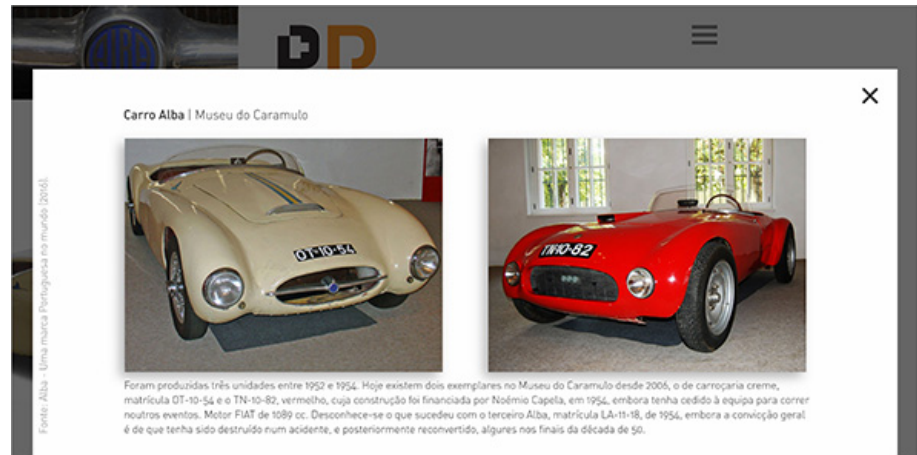 ALBA
Carro Alba | Museu do Caramulo
OT-10-54
TN-10-82
Fonte: Alba - Uma marca Portuguesa no mundo (2016).
Foram produzidas três unidades entre 1952 e 1954. Hoje existem dois exemplares no Museu do Caramulo desde 2006, o de carroçaria creme,
matrícula OT-10-54 e o TN-10-82, vermelho, cuja construção foi financiada por Noémio Capela, em 1954, embora tenha cedido à equipa para correr
noutros eventos. Motor FIAT de 1089 cc. Desconhece-se o que sucedeu com o terceiro Alba, matrícula LA-11-18, de 1954, embora a convicção geral
é de que tenha sido destruído num acidente, e posteriormente reconvertido, algures nos finais da década de 50.